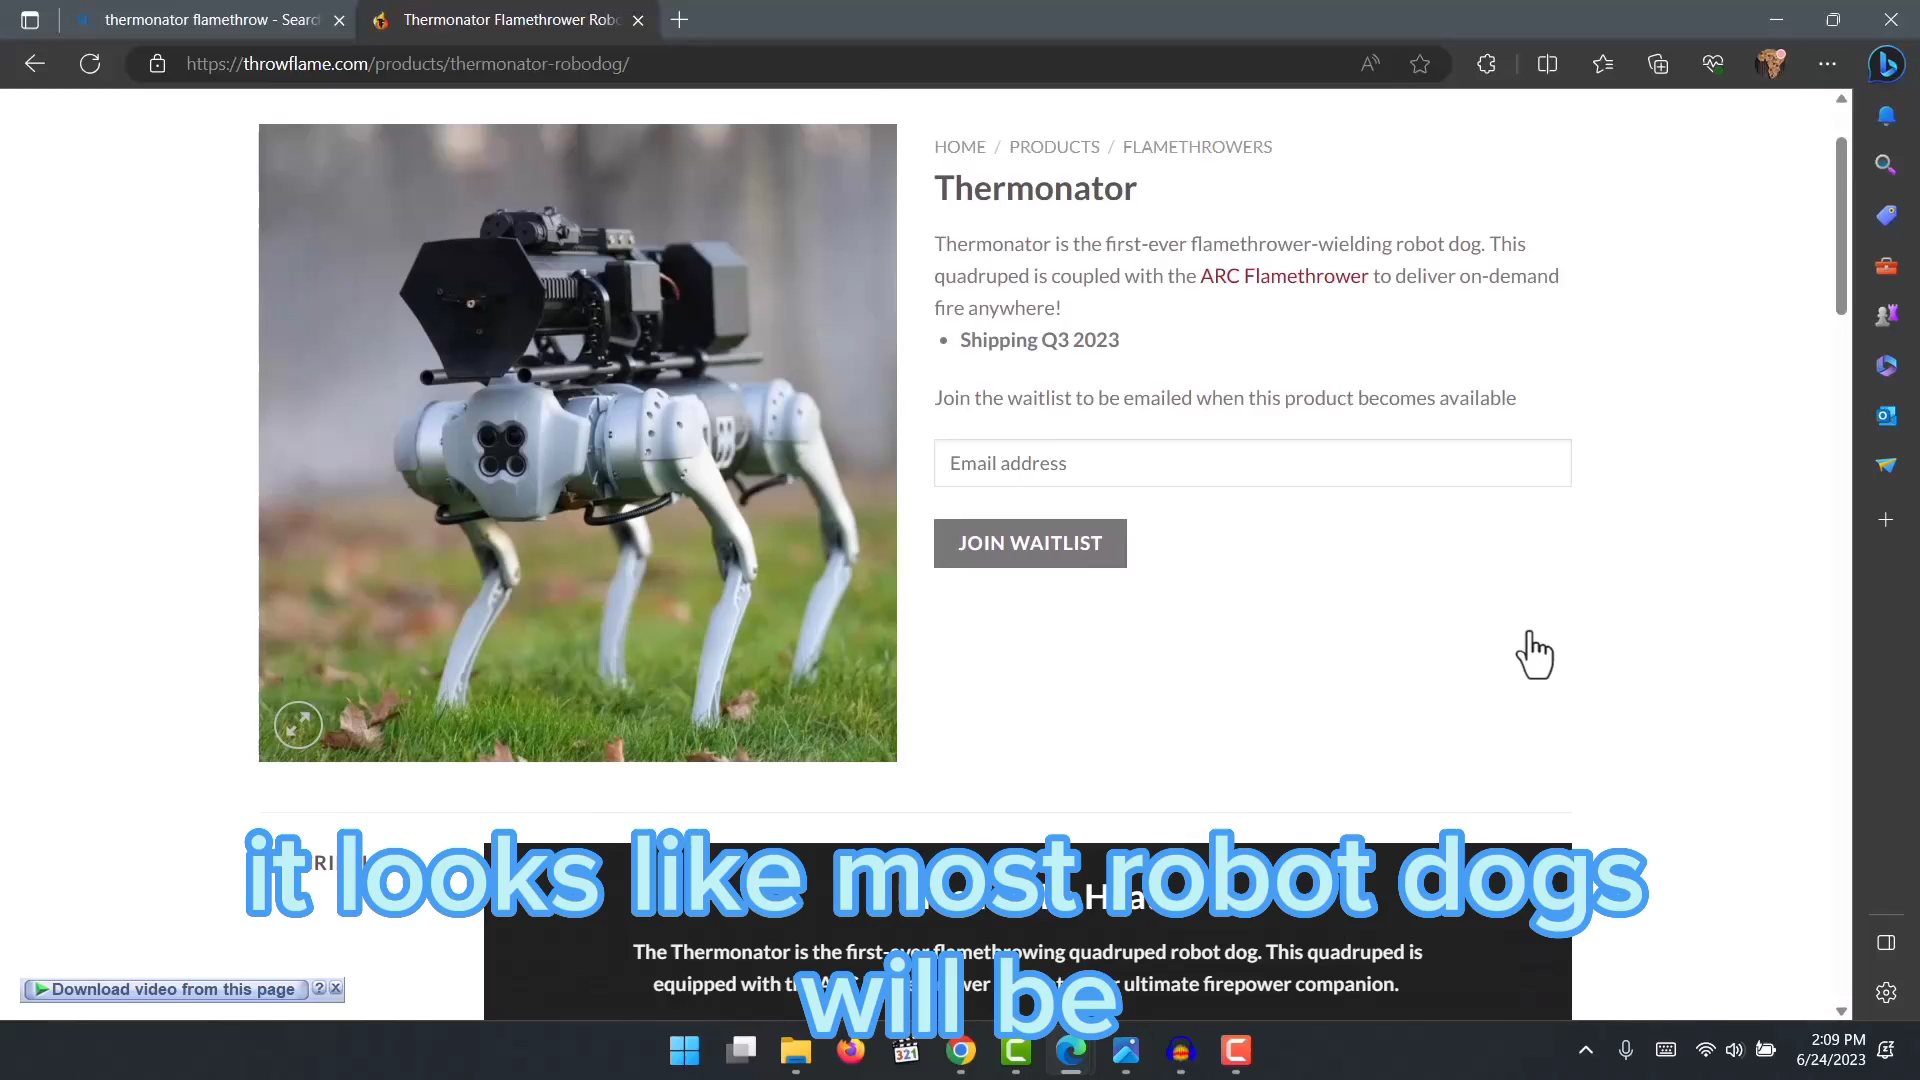 thermonator flamethrow - Searc
Thermonator Flamethrower Robo
https://throwflame.com/products/thermonator-robodog/
HOME / PRODUCTS / FLAMETHROWERS
Thermonator
Thermonator is the first-ever flamethrower-wielding robot dog. This
quadruped is coupled with the ARC Flamethrower to deliver on-demand
fire anywhere!
• Shipping Q3 2023
Join the waitlist to be emailed when this product becomes available
Email address
JOIN WAITLIST
it looks like most robot dogs
will be
The Thermonator is the first-ever flamethrowing quadruped robot dog. This quadruped is
equipped with ultimate firepower companion.
Download video from this page
321
2:09 PM
6/24/2023